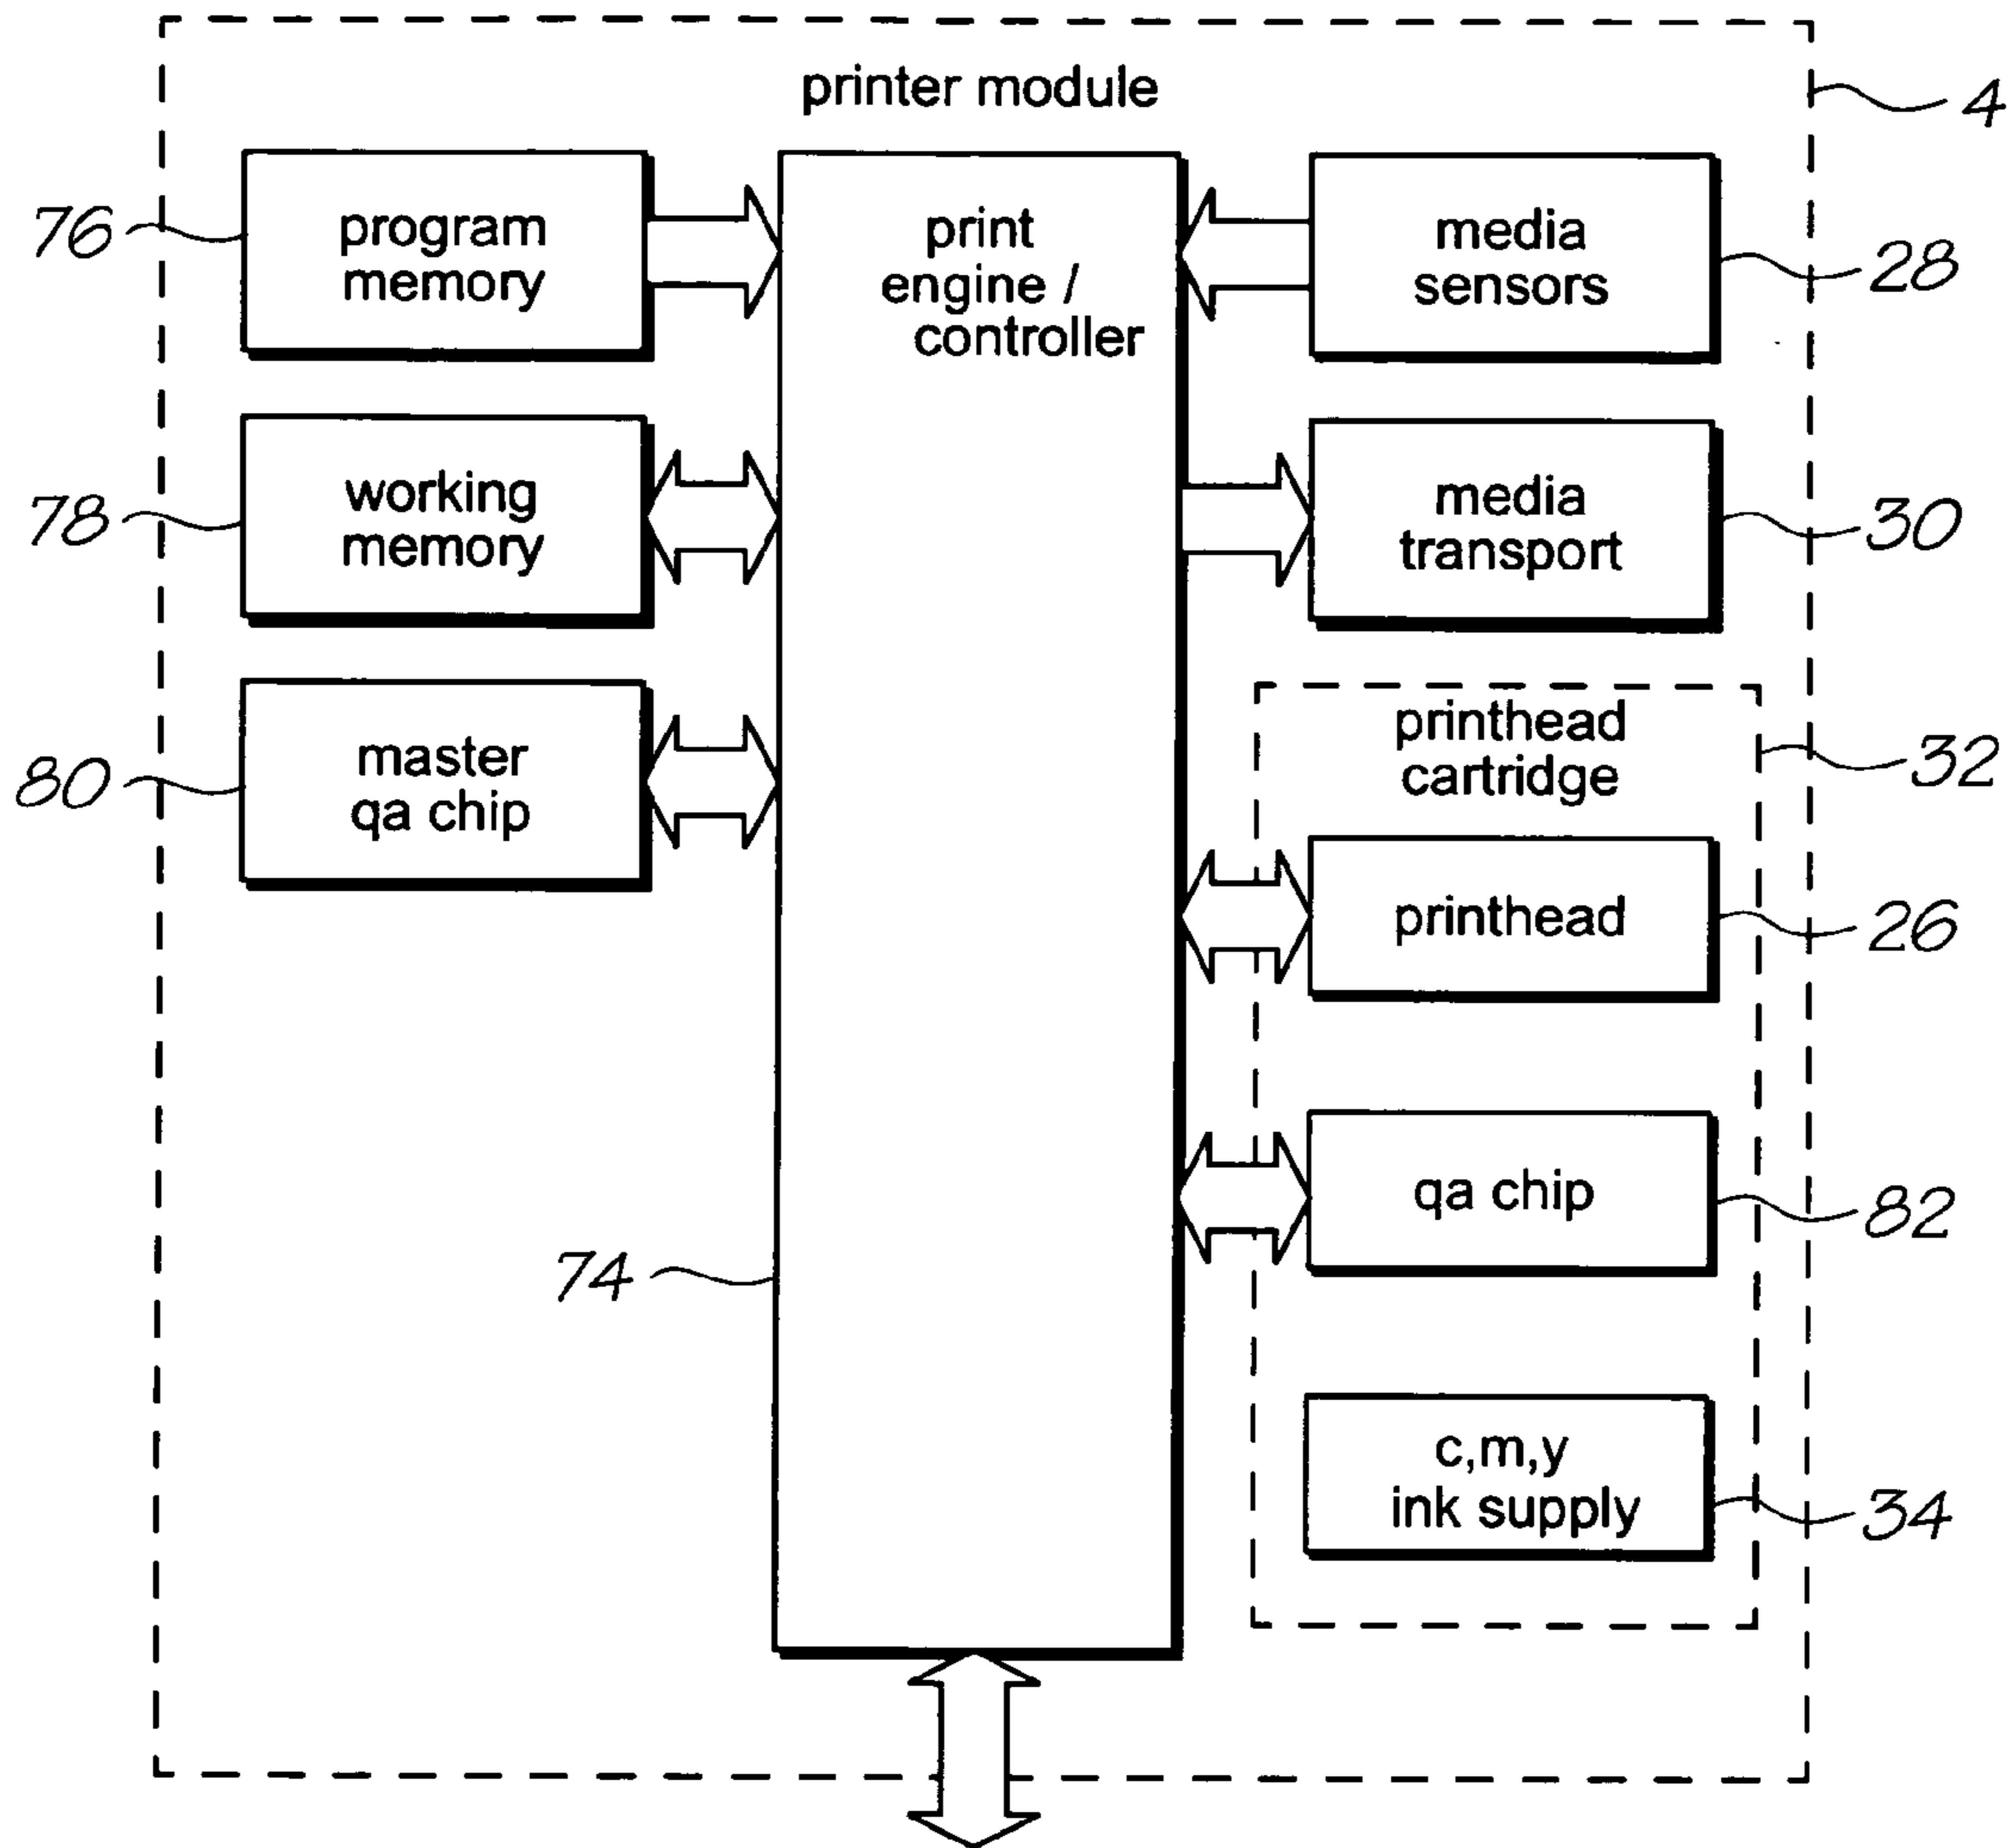 printer module
4
76
program
memory
print
engine /
controller
media
sensors
28
78
working
memory
media
transport
30
80
master
qa chip
printhead
cartridge
32
printhead
26
74
qa chip
82
c,m,y
ink supply
34